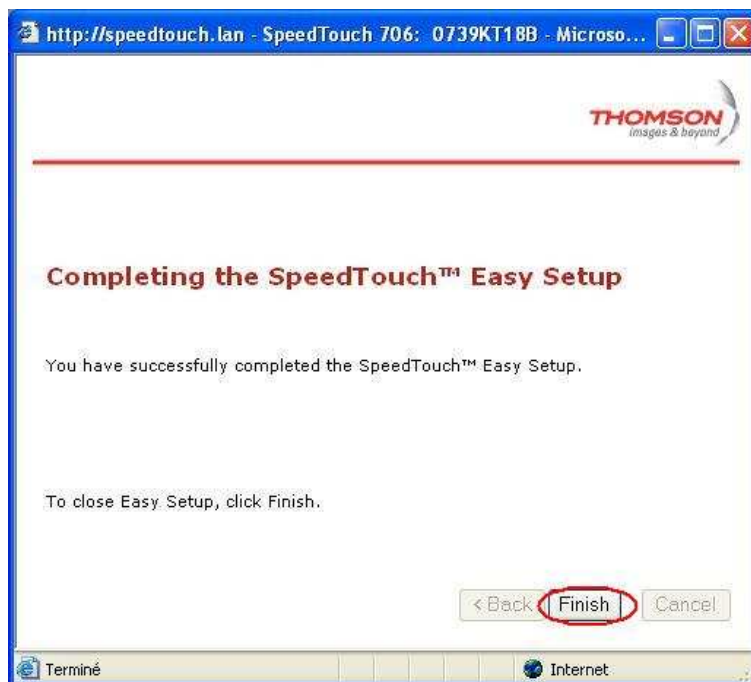 http://speedtouch.lan - SpeedTouch 706: 0739KT18B - Microso...
THOMSON
images & beyond
Completing the SpeedTouch™ Easy Setup
You have successfully completed the SpeedTouch™ Easy Setup.
To close Easy Setup, click Finish.
< Back Finish Cancel
Terminé Internet